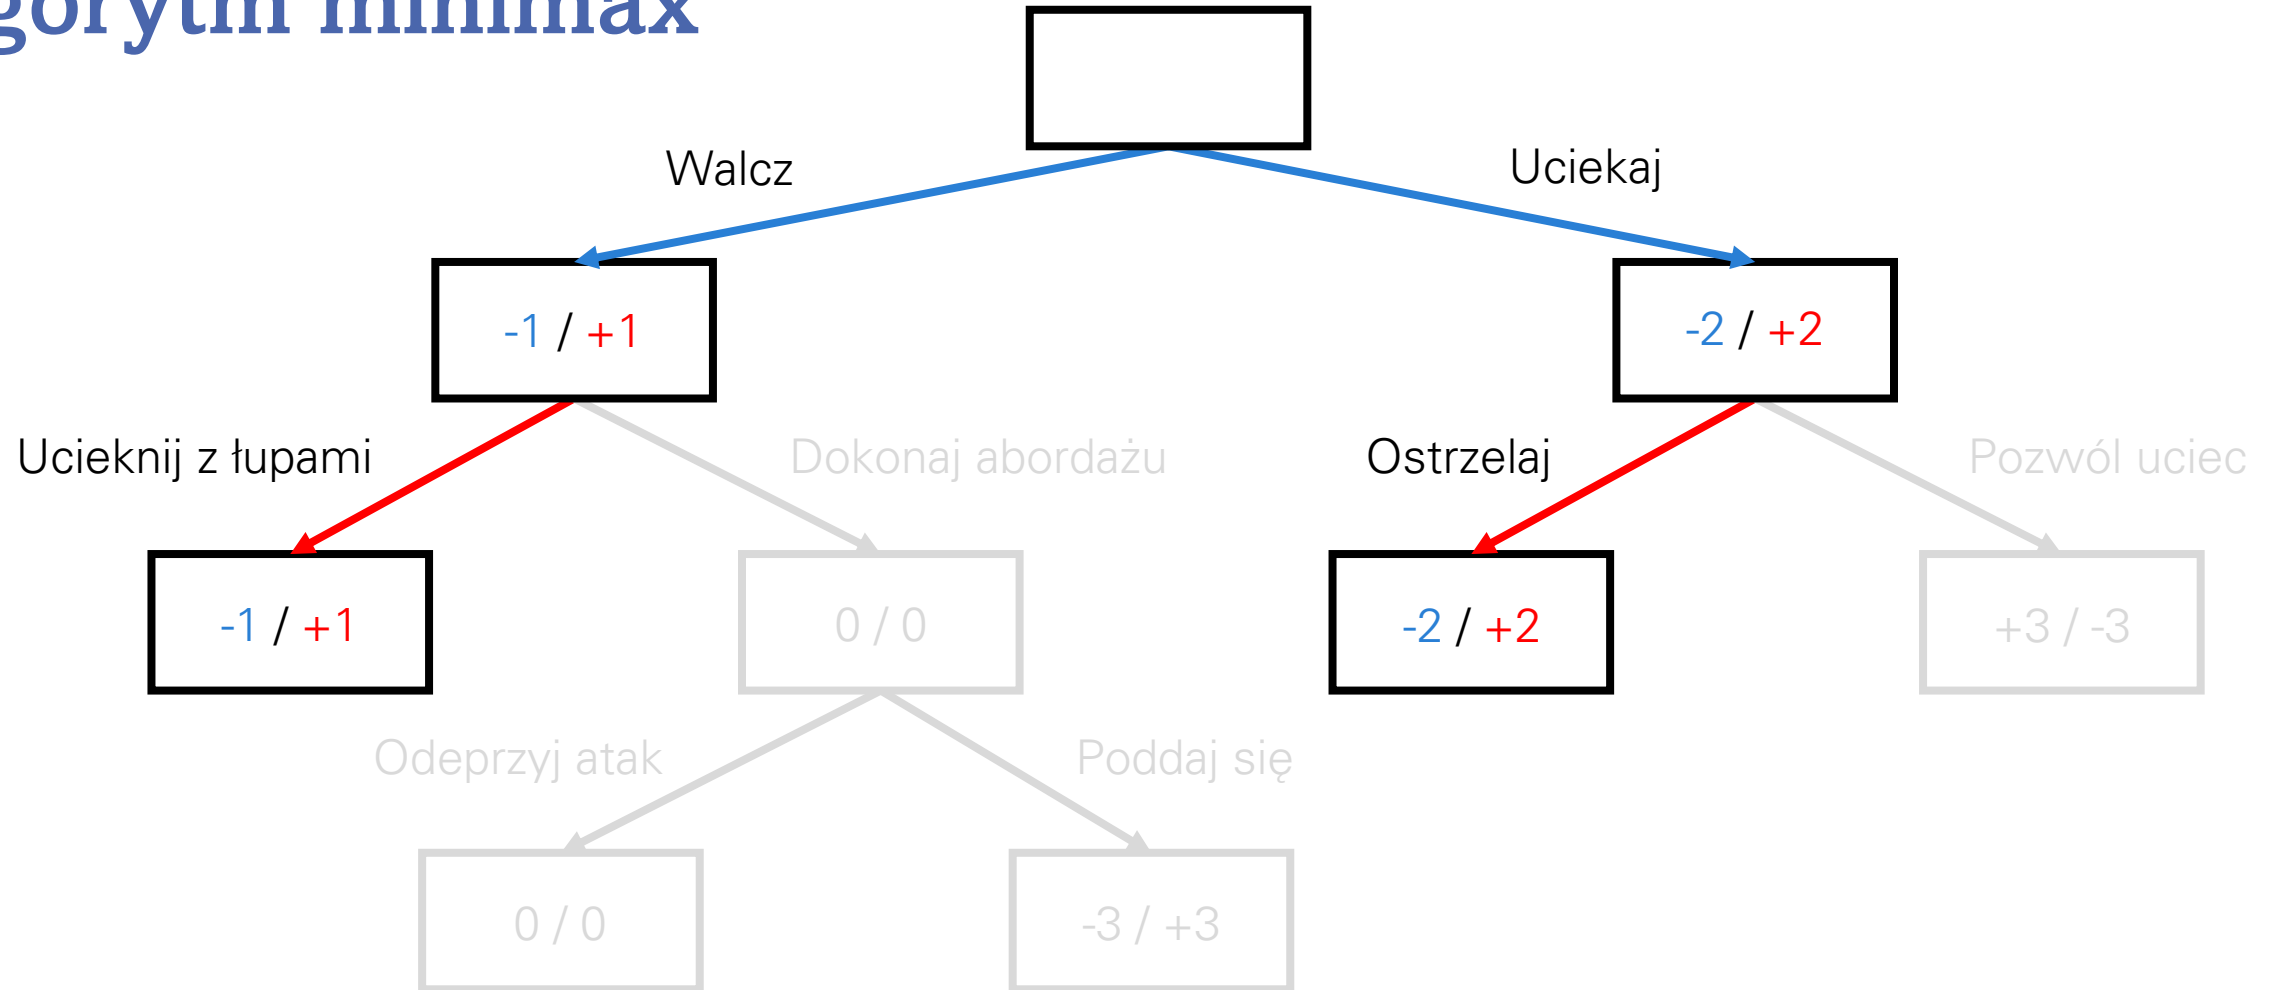 gorytm minimax
Walcz
Uciekaj
-1 / +1
-2 / +2
Ucieknij z łupami
Dokonaj abordażu
Ostrzelaj
Pozwól uciec
-1 / +1
0 / 0
-2 / +2
+3 / -3
Odeprzyj atak
Poddaj się
0 / 0
-3 / +3